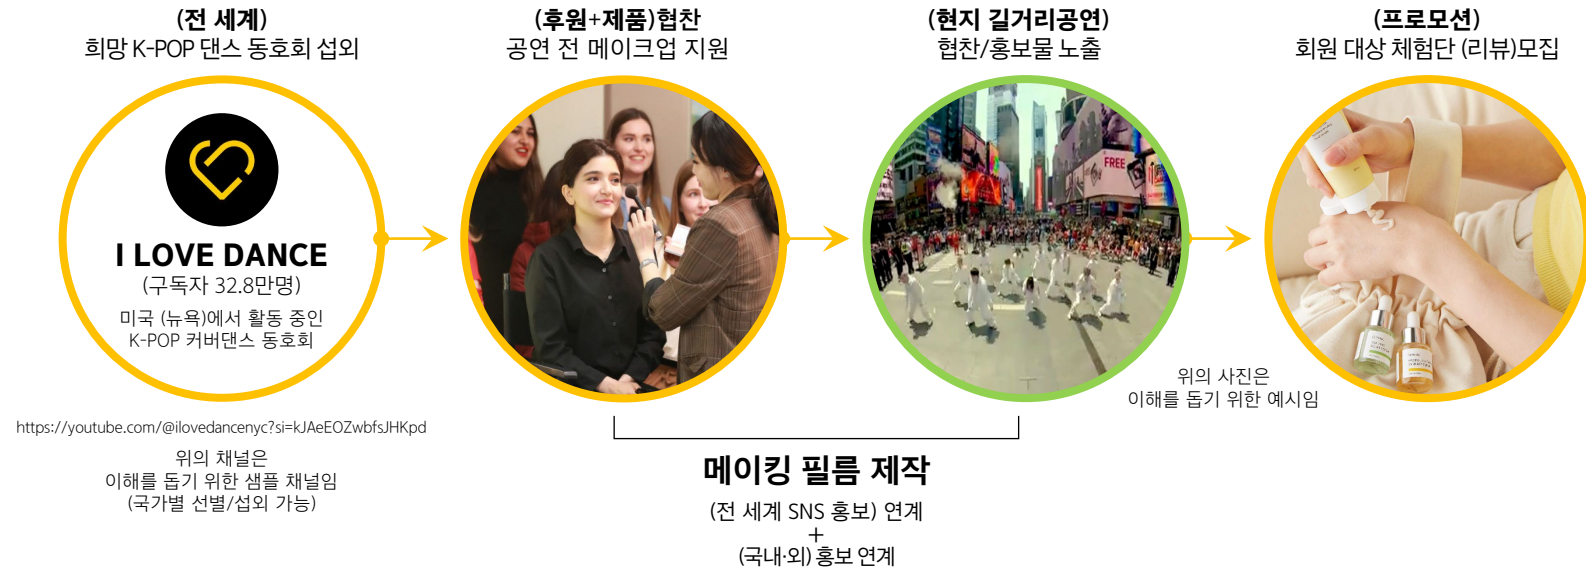 (전 세계)
희망 K-POP 댄스 동호회 섭외
I LOVE DANCE
(구독자 32.8만명)
미국 (뉴욕)에서 활동 중인
K-POP 커버댄스 동호회
https://youtube.com/@ilovedancenyc?si=kJAeEOZwbfsJHKpd
위의 채널은
이해를 돕기 위한 샘플 채널임
(국가별 선별/섭외 가능)
(후원+제품)협찬
공연 전 메이크업 지원
(현지 길거리공연)
협찬/홍보물 노출
FREE
메이킹 필름 제작
(전 세계 SNS 홍보) 연계
+
(국내·외) 홍보 연계
(프로모션)
회원 대상 체험단 (리뷰)모집
위의 사진은
이해를 돕기 위한 예시임